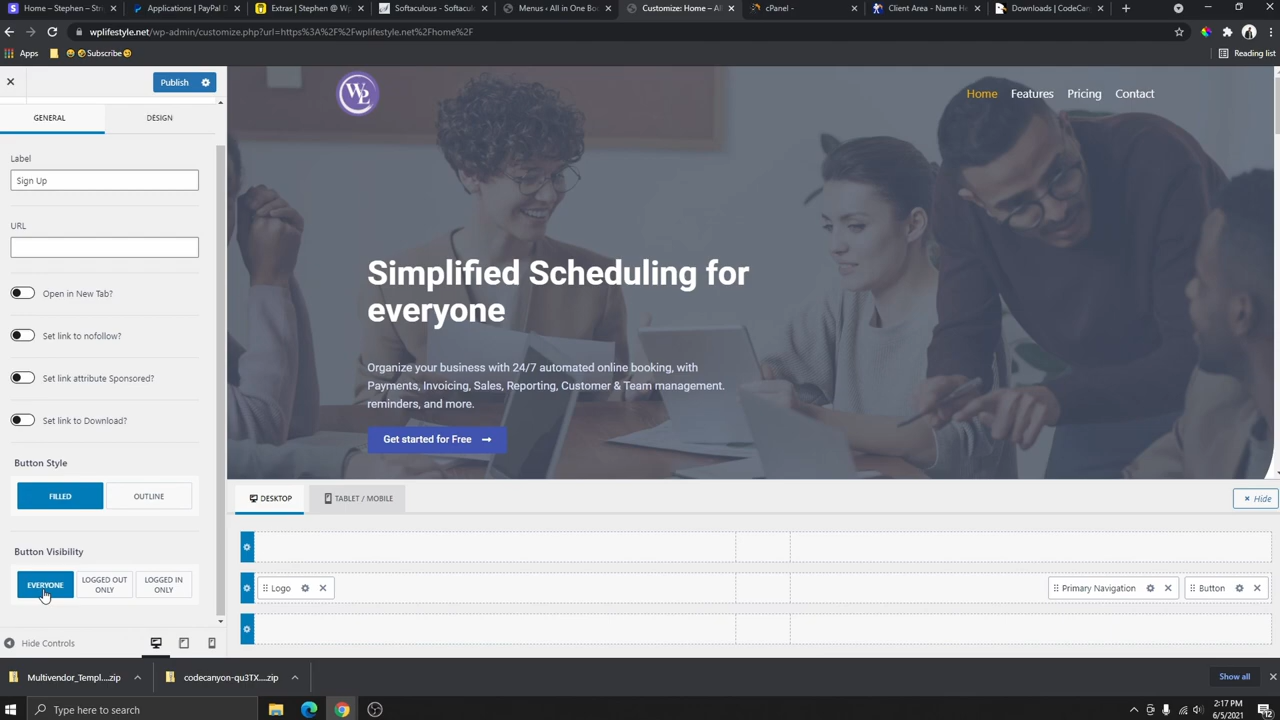 Home – Stephen – St
Applications | PayPal D
Extras | Stephen @ Wp
Softaculous - Softacul
Menus ‹ All in One Boo
Customize: Home – Al
cPanel -
Client Area - Name He
Downloads | CodeCan
wplifestyle.net/wp-admin/customize.php?url=https%3A%2F%2Fwplifestyle.net%2Fhome%2F
Apps
Subscribe
Reading list
Publish
GENERAL
DESIGN
Label
Sign Up
URL
Open in New Tab?
Set link to nofollow?
Set link attribute Sponsored?
Set link to Download?
Button Style
FILLED
OUTLINE
Button Visibility
EVERYONE
LOGGED OUT ONLY
LOGGED IN ONLY
Hide Controls
Home Features Pricing Contact
Simplified Scheduling for
everyone
Organize your business with 24/7 automated online booking, with
Payments, Invoicing, Sales, Reporting, Customer & Team management.
reminders, and more.
Get started for Free
DESKTOP
TABLET / MOBILE
× Hide
Logo
Primary Navigation
Button
Multivendor_Templ....zip
codecanyon-qu3TX....zip
Show all
Type here to search
2:17 PM
6/5/2021